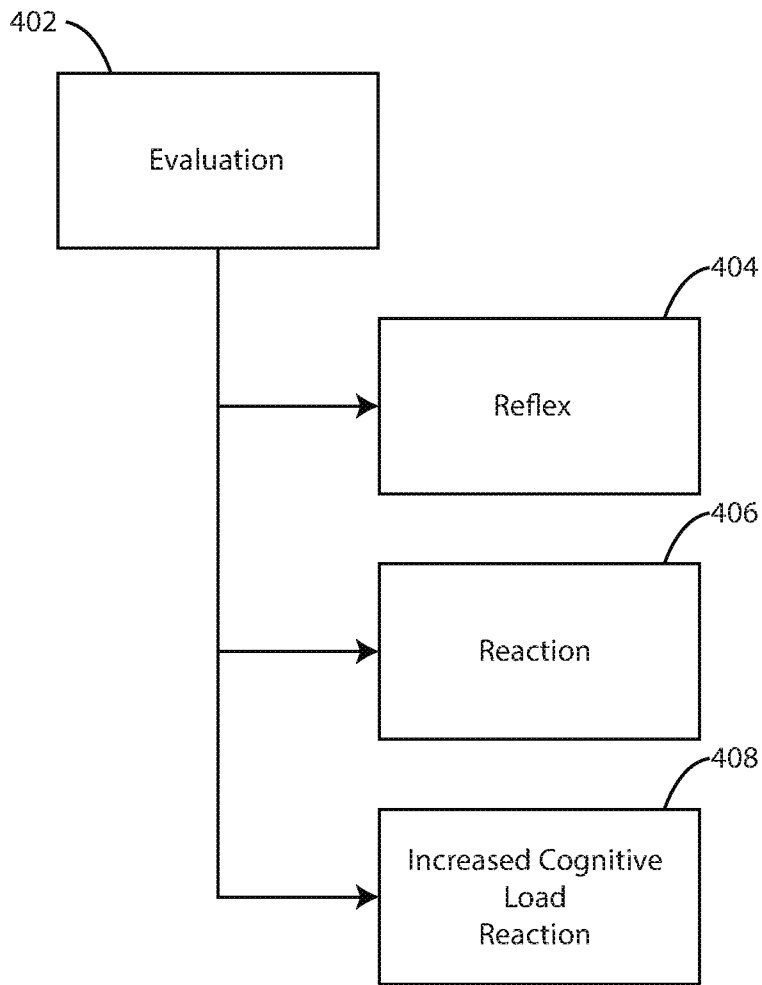 402
Evaluation
404
Reflex
406
Reaction
408
Increased Cognitive
Load
Reaction